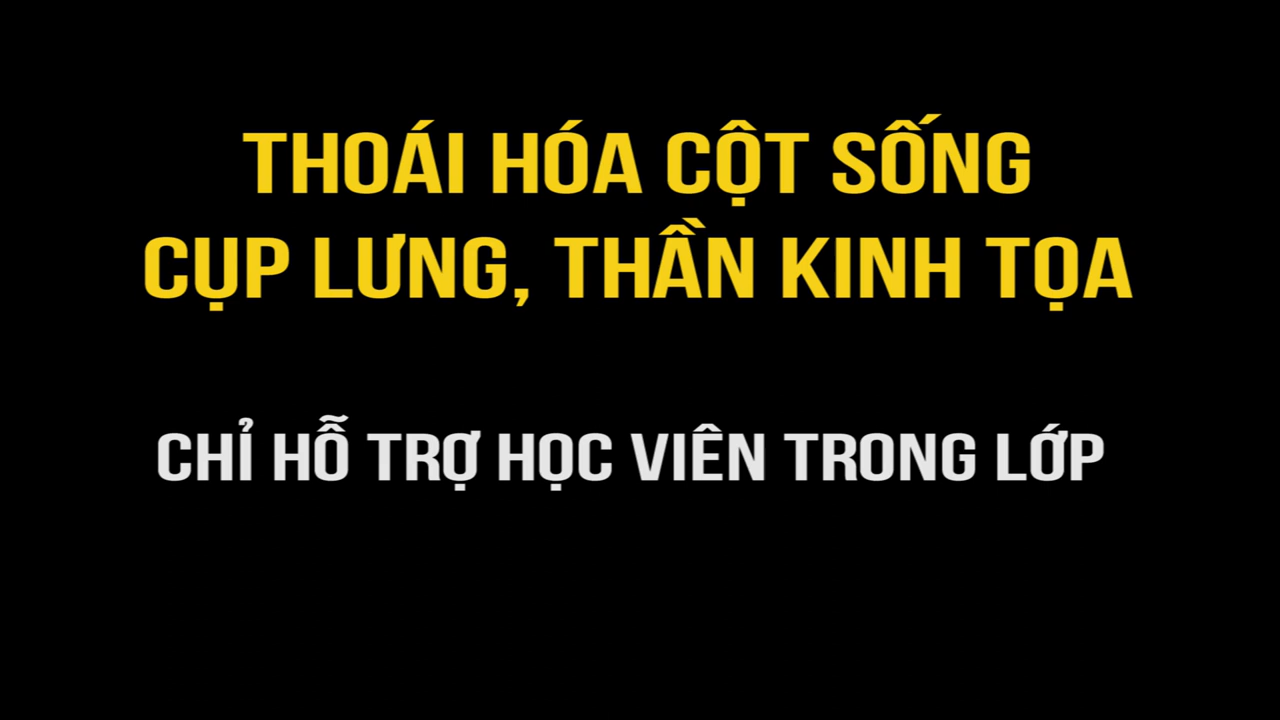 THOÁI HÓA CỘT SỐNG
CỤP LƯNG, THẦN KINH TỌA
CHỈ HỖ TRỢ HỌC VIÊN TRONG LỚP